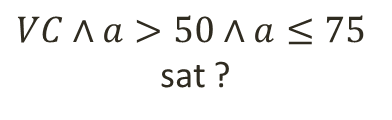 𝑉𝐶 ∧ 𝑎 > 50 ∧ 𝑎 ≤ 75
sat ?